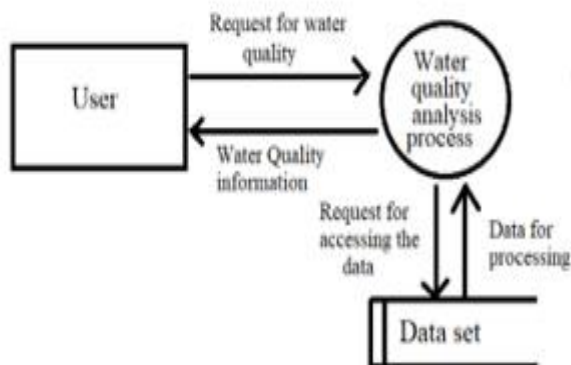 Request for water
quality
User
Water
quality
analysis
process
Water Quality
information
Request for
accessing the
data
Data for
processing
Data set